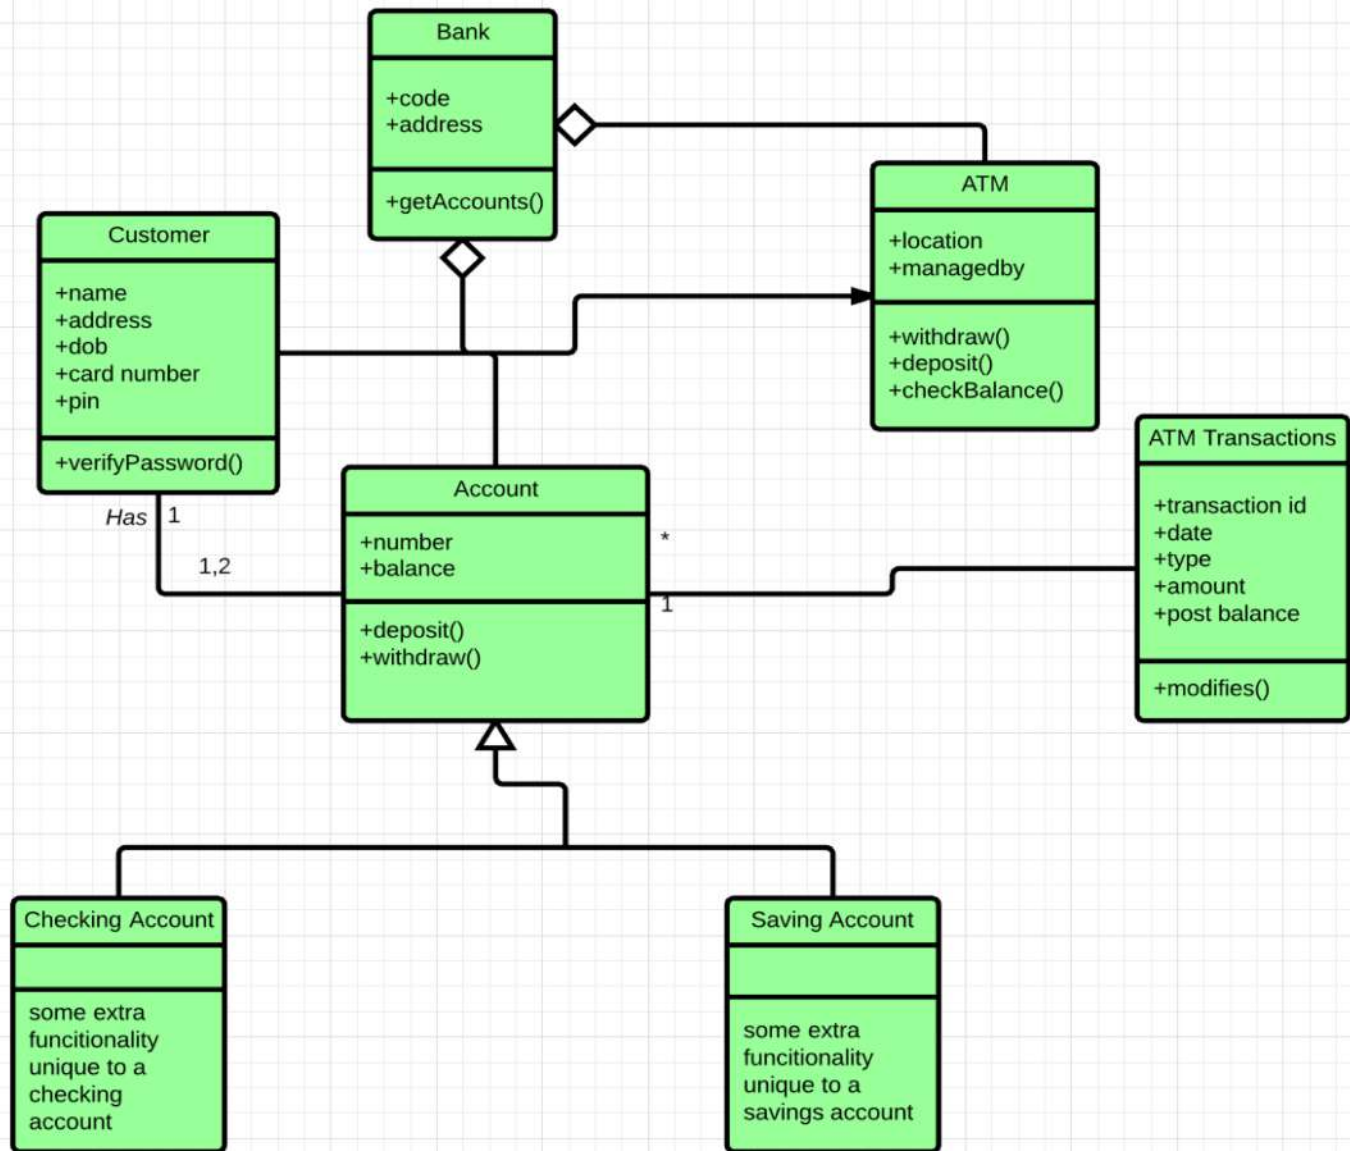 Bank
+code
+address
+getAccounts()
ATM
+location
+managedby
+withdraw()
+deposit()
+checkBalance()
Customer
+name
+address
+dob
+card number
+pin
+verifyPassword()
Has
1
1,2
Account
+number
+balance
+deposit()
+withdraw()
*
1
ATM Transactions
+transaction id
+date
+type
+amount
+post balance
+modifies()
Checking Account
some extra
funcitionality
unique to a
checking
account
Saving Account
some extra
funcitionality
unique to a
savings account